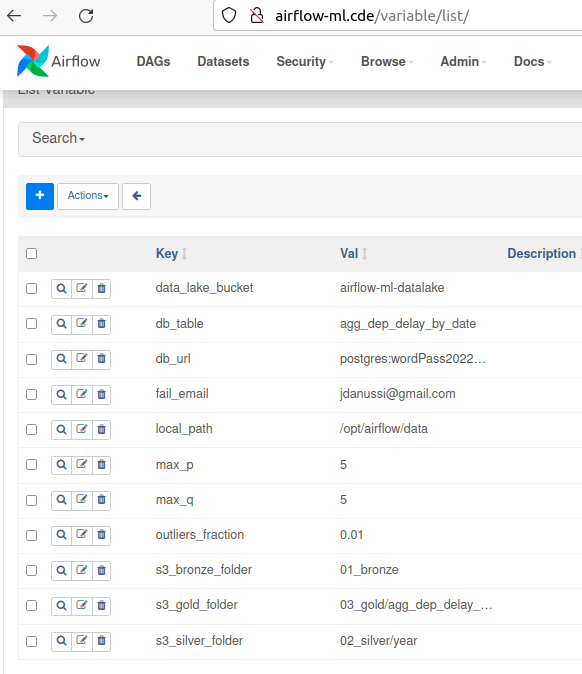 airflow-ml.cde/variable/list/
Airflow DAGs Datasets Security Browse Admin Docs
List Variable
Search
+ Actions
Key Val Description
data_lake_bucket airflow-ml-datalake
db_table agg_dep_delay_by_date
db_url postgres:wordPass2022...
fail_email jdanussi@gmail.com
local_path /opt/airflow/data
max_p 5
max_q 5
outliers_fraction 0.01
s3_bronze_folder 01_bronze
s3_gold_folder 03_gold/agg_dep_delay_...
s3_silver_folder 02_silver/year